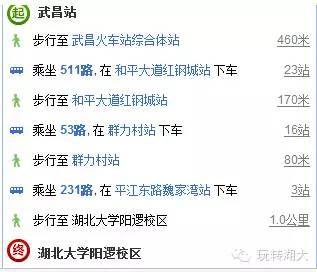 起 武昌站
步行至 武昌火车站综合体站 460米
乘坐 511路, 在 和平大道红钢城站 下车 23站
步行至 和平大道红钢城站 170米
乘坐 53路, 在 群力村站 下车 16站
步行至 群力村站 80米
乘坐 231路, 在 平江东路魏家湾站 下车 3站
步行至 湖北大学阳逻校区 1.0公里
终 湖北大学阳逻校区
玩转湖大